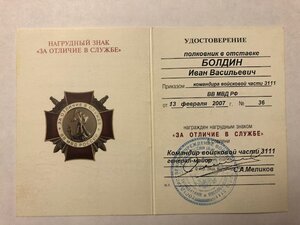 НАГРУДНЫЙ ЗНАК
«ЗА ОТЛИЧИЕ В СЛУЖБЕ»
УДОСТОВЕРЕНИЕ
полковник в отставке
БОЛДИН
Иван Васильевич
Приказом командира войсковой части 3111
ВВ МВД РФ
от 13 февраля 2007 г. № 36
награжден нагрудным знаком
«ЗА ОТЛИЧИЕ В СЛУЖБЕ»
степени
Командир войсковой части 3111
генерал-майор
С.А.Меликов